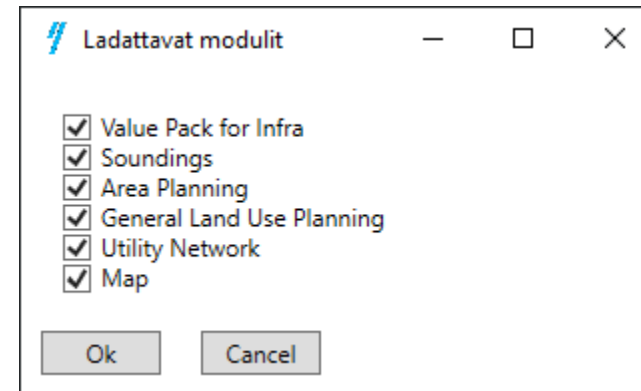 Ladattavat modulit
Value Pack for Infra
Soundings
Area Planning
General Land Use Planning
Utility Network
Map
Ok Cancel